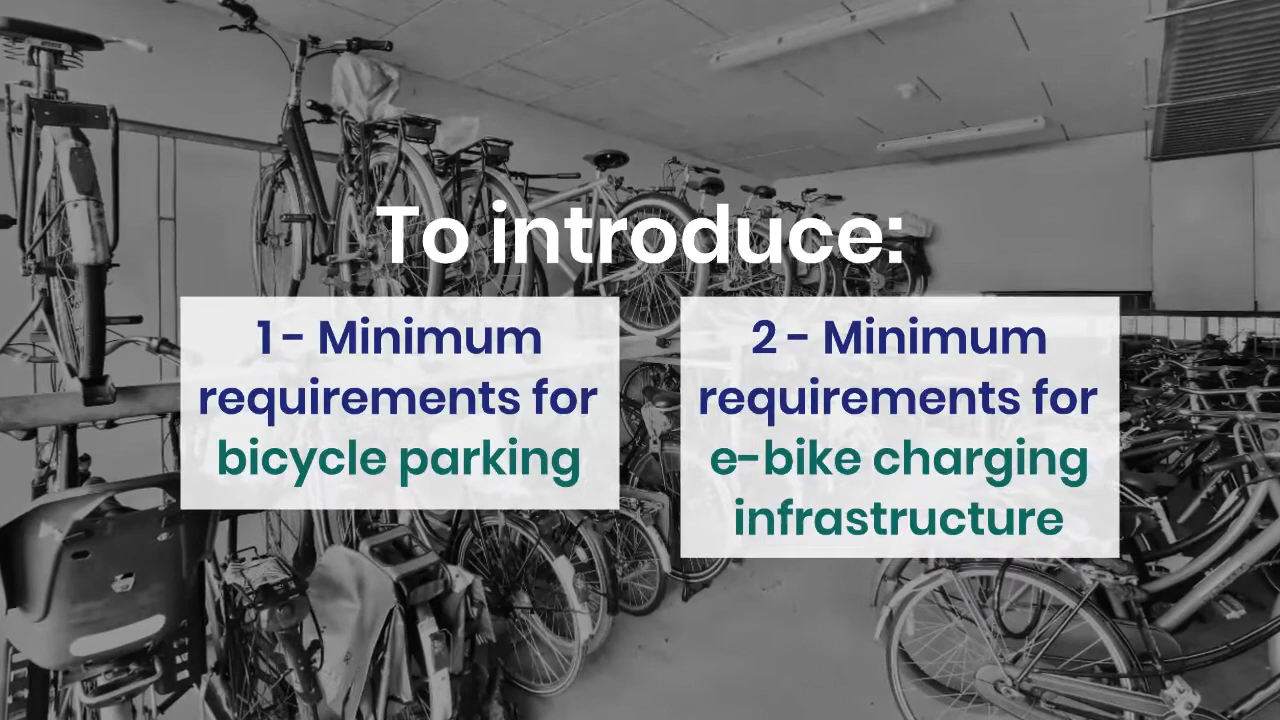 To introduce:
1 - Minimum
requirements for
bicycle parking
2 - Minimum
requirements for
e-bike charging
infrastructure